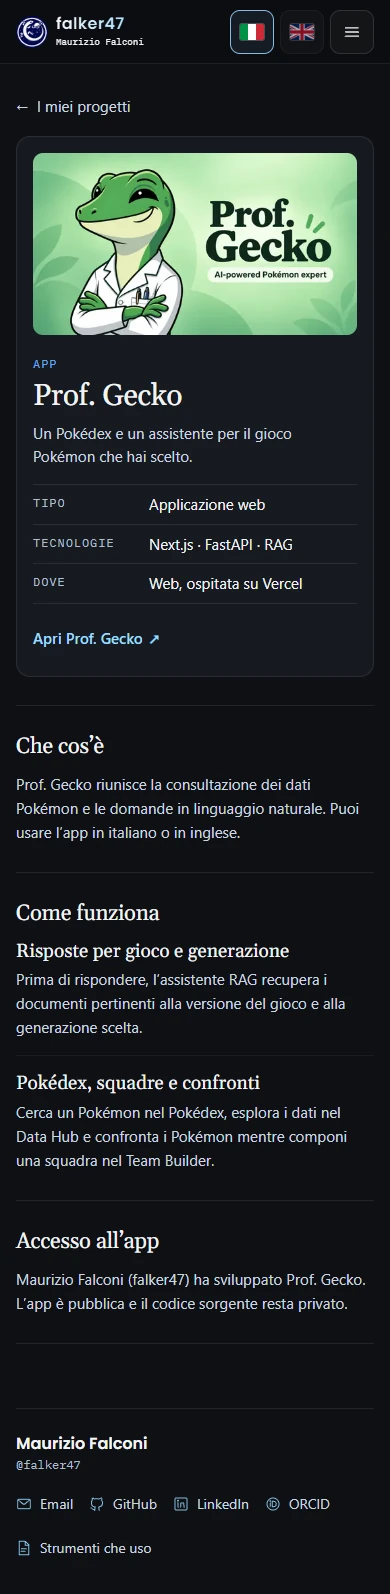 falker47
Maurizio Falconi
← I miei progetti
Prof.
Gecko
AI-powered Pokémon expert
APP
Prof. Gecko
Un Pokédex e un assistente per il gioco
Pokémon che hai scelto.
TIPO Applicazione web
TECNOLOGIE Next.js · FastAPI · RAG
DOVE Web, ospitata su Vercel
Apri Prof. Gecko ↗
Che cos’è
Prof. Gecko riunisce la consultazione dei dati
Pokémon e le domande in linguaggio naturale. Puoi
usare l’app in italiano o in inglese.
Come funziona
Risposte per gioco e generazione
Prima di rispondere, l’assistente RAG recupera i
documenti pertinenti alla versione del gioco e alla
generazione scelta.
Pokédex, squadre e confronti
Cerca un Pokémon nel Pokédex, esplora i dati nel
Data Hub e confronta i Pokémon mentre componi
una squadra nel Team Builder.
Accesso all’app
Maurizio Falconi (falker47) ha sviluppato Prof. Gecko.
L’app è pubblica e il codice sorgente resta privato.
Maurizio Falconi
@falker47
Email GitHub LinkedIn ORCID
Strumenti che uso